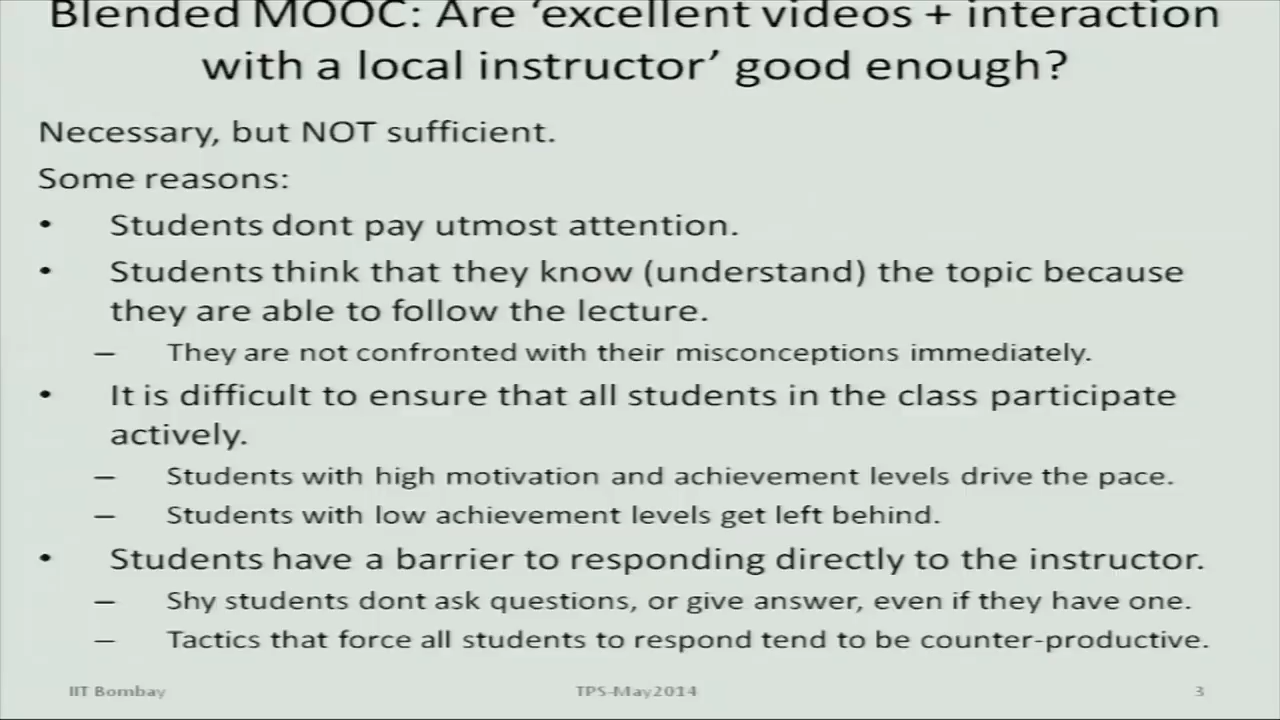 Blended MOOC: Are ‘excellent videos + interaction
with a local instructor’ good enough?
Necessary, but NOT sufficient.
Some reasons:
• Students dont pay utmost attention.
• Students think that they know (understand) the topic because
they are able to follow the lecture.
– They are not confronted with their misconceptions immediately.
• It is difficult to ensure that all students in the class participate
actively.
– Students with high motivation and achievement levels drive the pace.
– Students with low achievement levels get left behind.
• Students have a barrier to responding directly to the instructor.
– Shy students dont ask questions, or give answer, even if they have one.
– Tactics that force all students to respond tend to be counter-productive.
IIT Bombay TPS-May2014 3